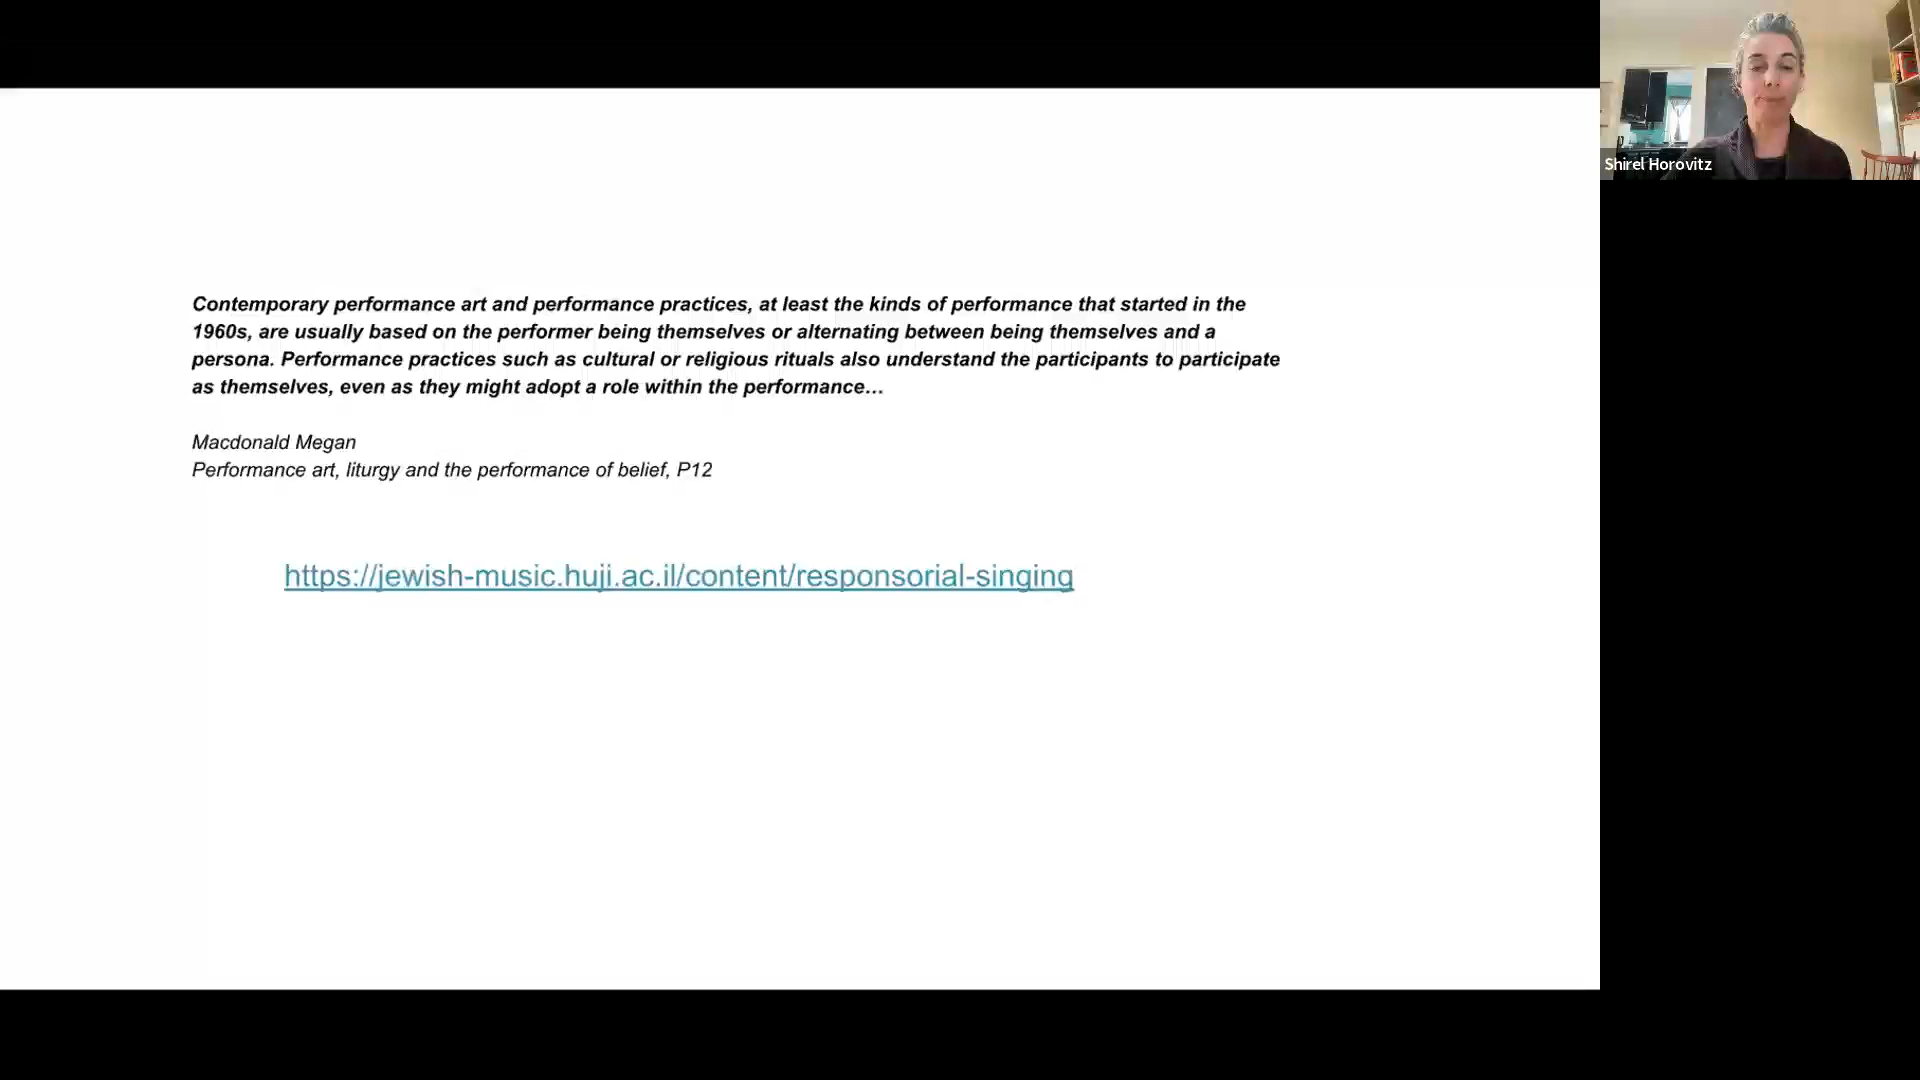 Contemporary performance art and performance practices, at least the kinds of performance that started in the
1960s, are usually based on the performer being themselves or alternating between being themselves and a
persona. Performance practices such as cultural or religious rituals also understand the participants to participate
as themselves, even as they might adopt a role within the performance…
Macdonald Megan
Performance art, liturgy and the performance of belief, P12
https://jewish-music.huji.ac.il/content/responsorial-singing
Shirel Horovitz